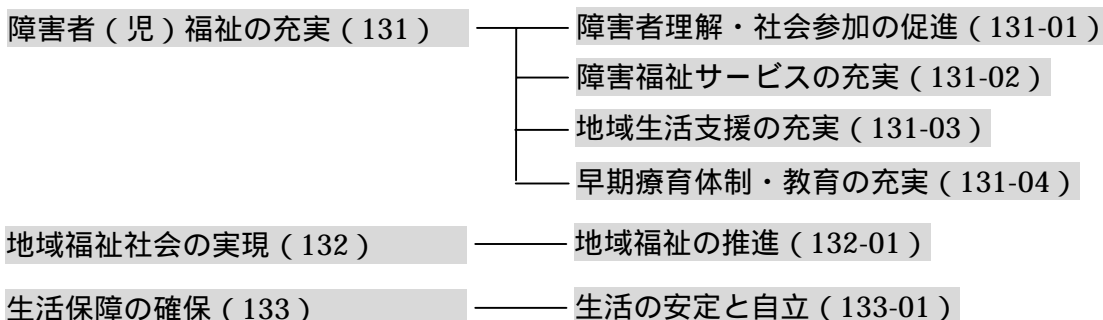 障害者（児）福祉の充実（131）
障害者理解・社会参加の促進（131-01）
障害福祉サービスの充実（131-02）
地域生活支援の充実（131-03）
早期療育体制・教育の充実（131-04）
地域福祉社会の実現（132）
地域福祉の推進（132-01）
生活保障の確保（133）
生活の安定と自立（133-01）